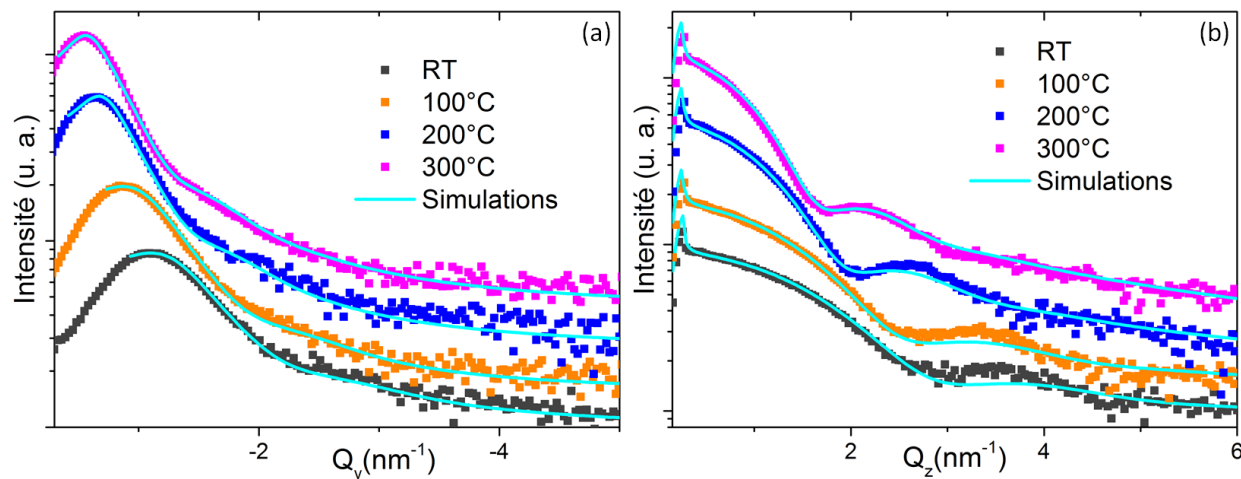 (a)
RT
100°C
200°C
300°C
Simulations
Intensité (u. a.)
-2
-4
Qy(nm-1)
(b)
RT
100°C
200°C
300°C
Simulations
Intensité (u. a.)
2
4
6
Qz(nm-1)